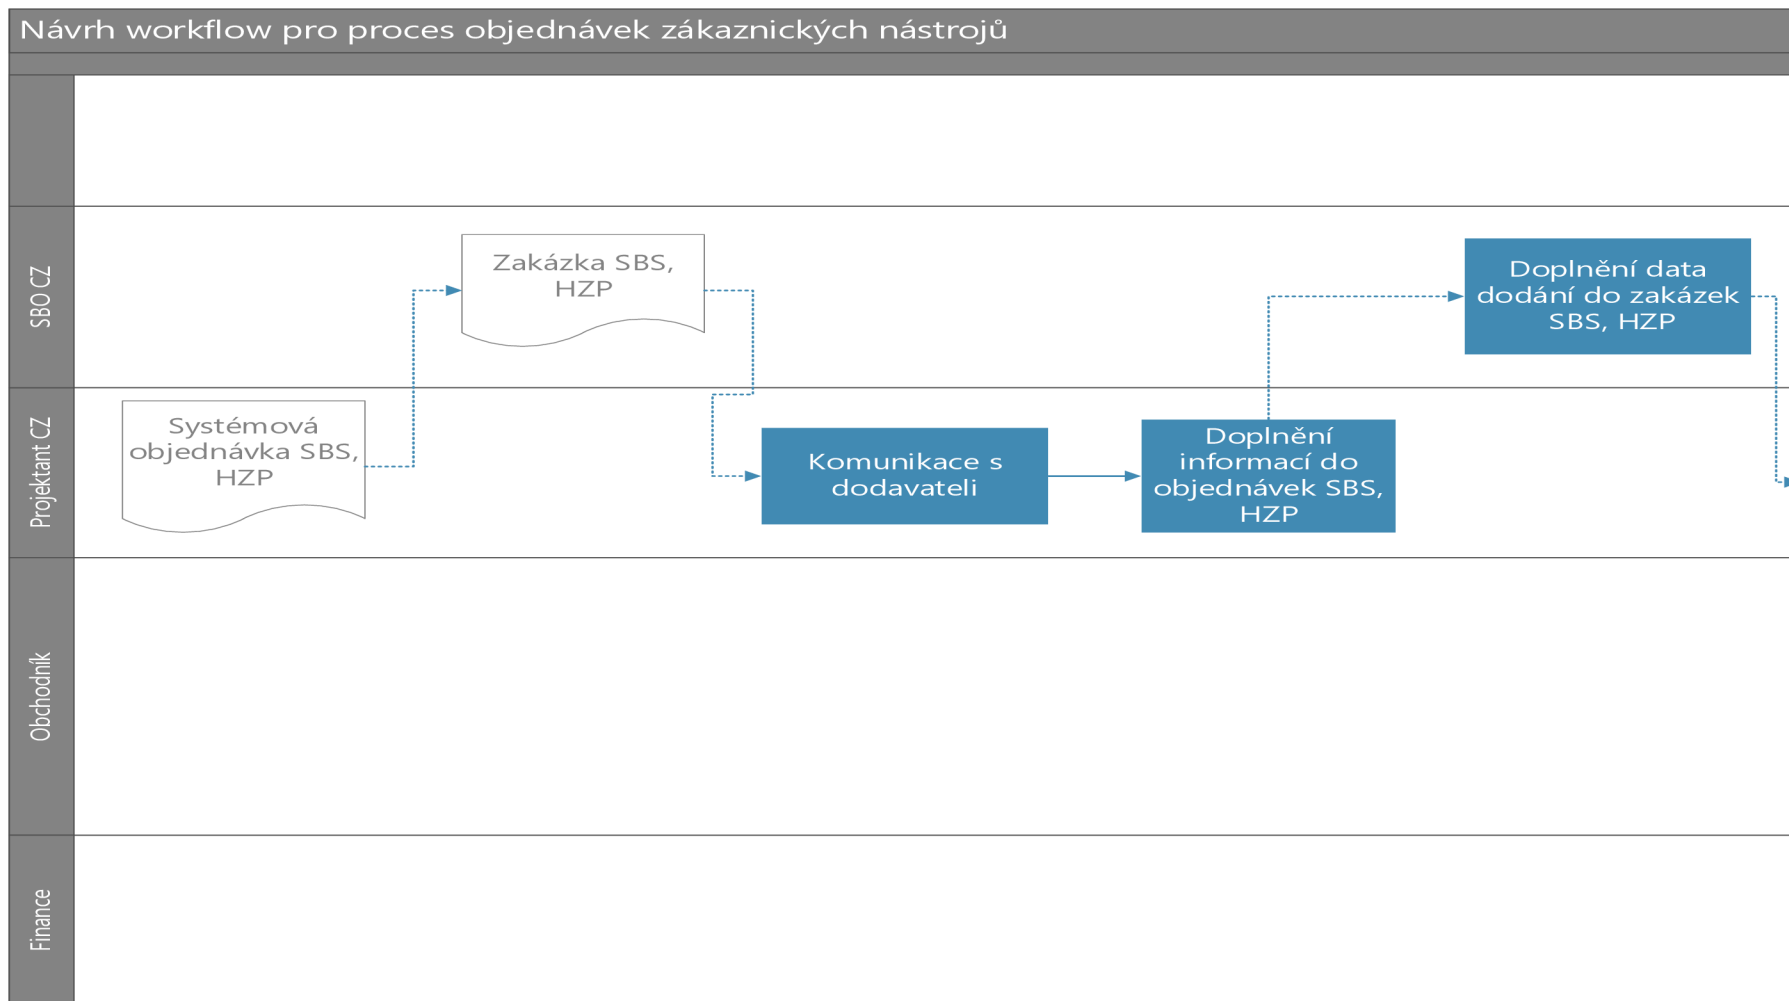 Návrh workflow pro proces objednávek zákaznických nástrojů
SBO CZ
Zakázka SBS,
HZP
Doplnění data
dodání do zakázek
SBS, HZP
Projektant CZ
Systémová
objednávka SBS,
HZP
Komunikace s
dodavateli
Doplnění
informací do
objednávek SBS,
HZP
Obchodník
Finance